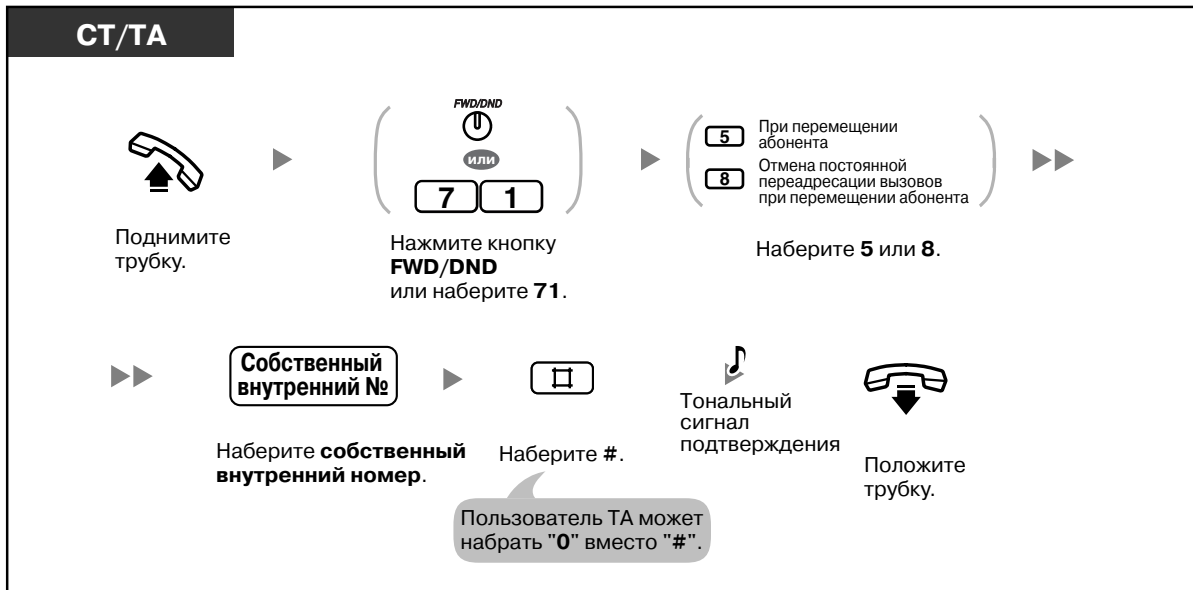 СТ/ТА
FWD/DND
или
7 1
5 При перемещении
абонента
8 Отмена постоянной
переадресации вызовов
при перемещении абонента
Поднимите
трубку.
Нажмите кнопку
FWD/DND
или наберите 71.
Наберите 5 или 8.
Собственный
внутренний №
Наберите собственный
внутренний номер.
#
Наберите #.
Пользователь ТА может
набрать "0" вместо "#".
Тональный
сигнал
подтверждения
Положите
трубку.